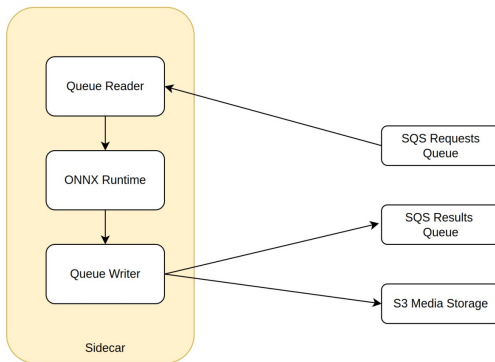 Queue Reader
ONNX Runtime
Queue Writer
Sidecar
SQS Requests
Queue
SQS Results
Queue
S3 Media Storage